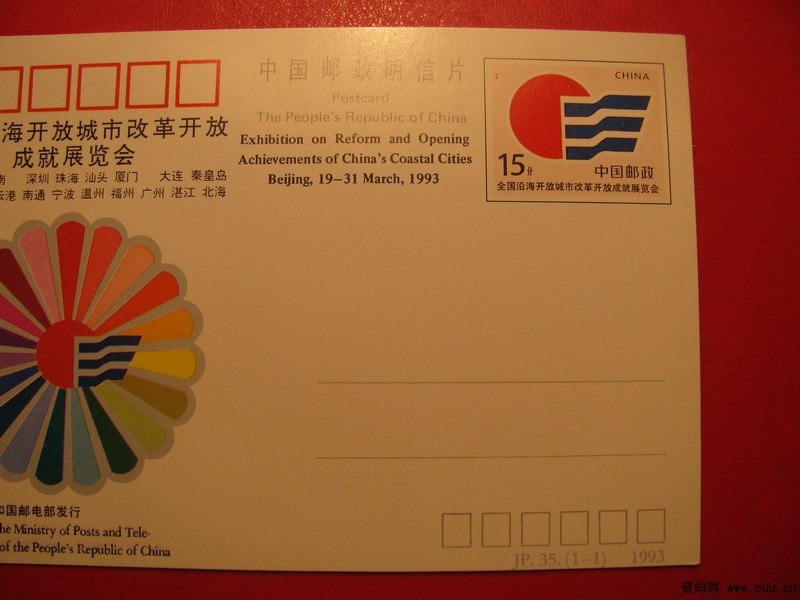 中国邮政明信片
Postcard
The People's Republic of China
Exhibition on Reform and Opening
Achievements of China's Coastal Cities
Beijing, 19–31 March, 1993
CHINA
15分
中国邮政
全国沿海开放城市改革开放成就展览会
海开放城市改革开放
成就展览会
南 深圳 珠海 汕头 厦门 大连 秦皇岛
云港 南通 宁波 温州 福州 广州 湛江 北海
国邮电部发行
he Ministry of Posts and Tele-
of the People's Republic of China
JP. 35. (1–1) 1993
普邮网 www.puu.cn